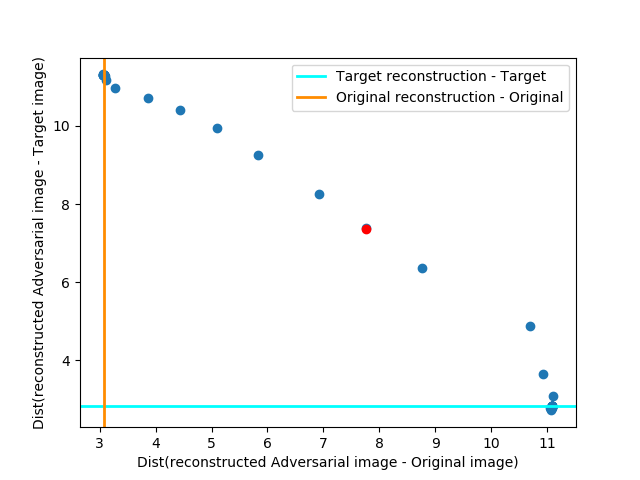 Target reconstruction - Target
Original reconstruction - Original
Dist(reconstructed Adversarial image - Target image)
10
8
6
4
3 4 5 6 7 8 9 10 11
Dist(reconstructed Adversarial image - Original image)